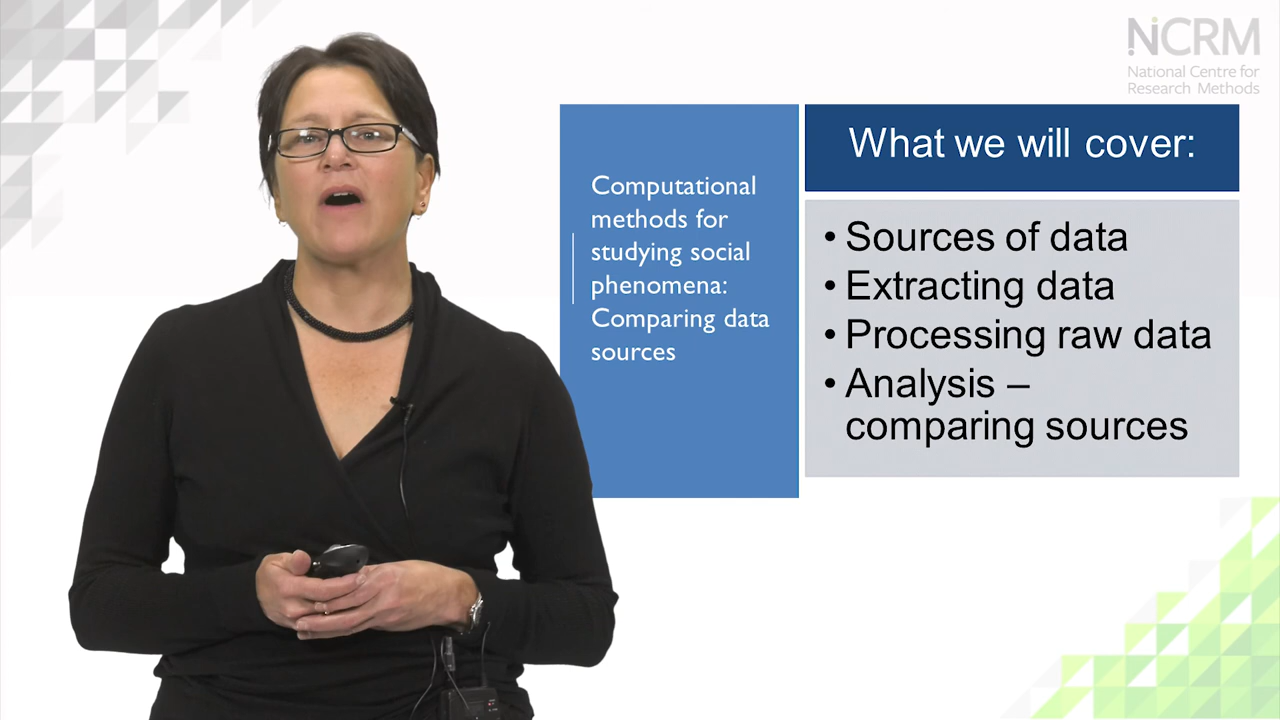 NCRM
National Centre for
Research Methods
Computational
methods for
studying social
phenomena:
Comparing data
sources
What we will cover:
• Sources of data
• Extracting data
• Processing raw data
• Analysis –
comparing sources